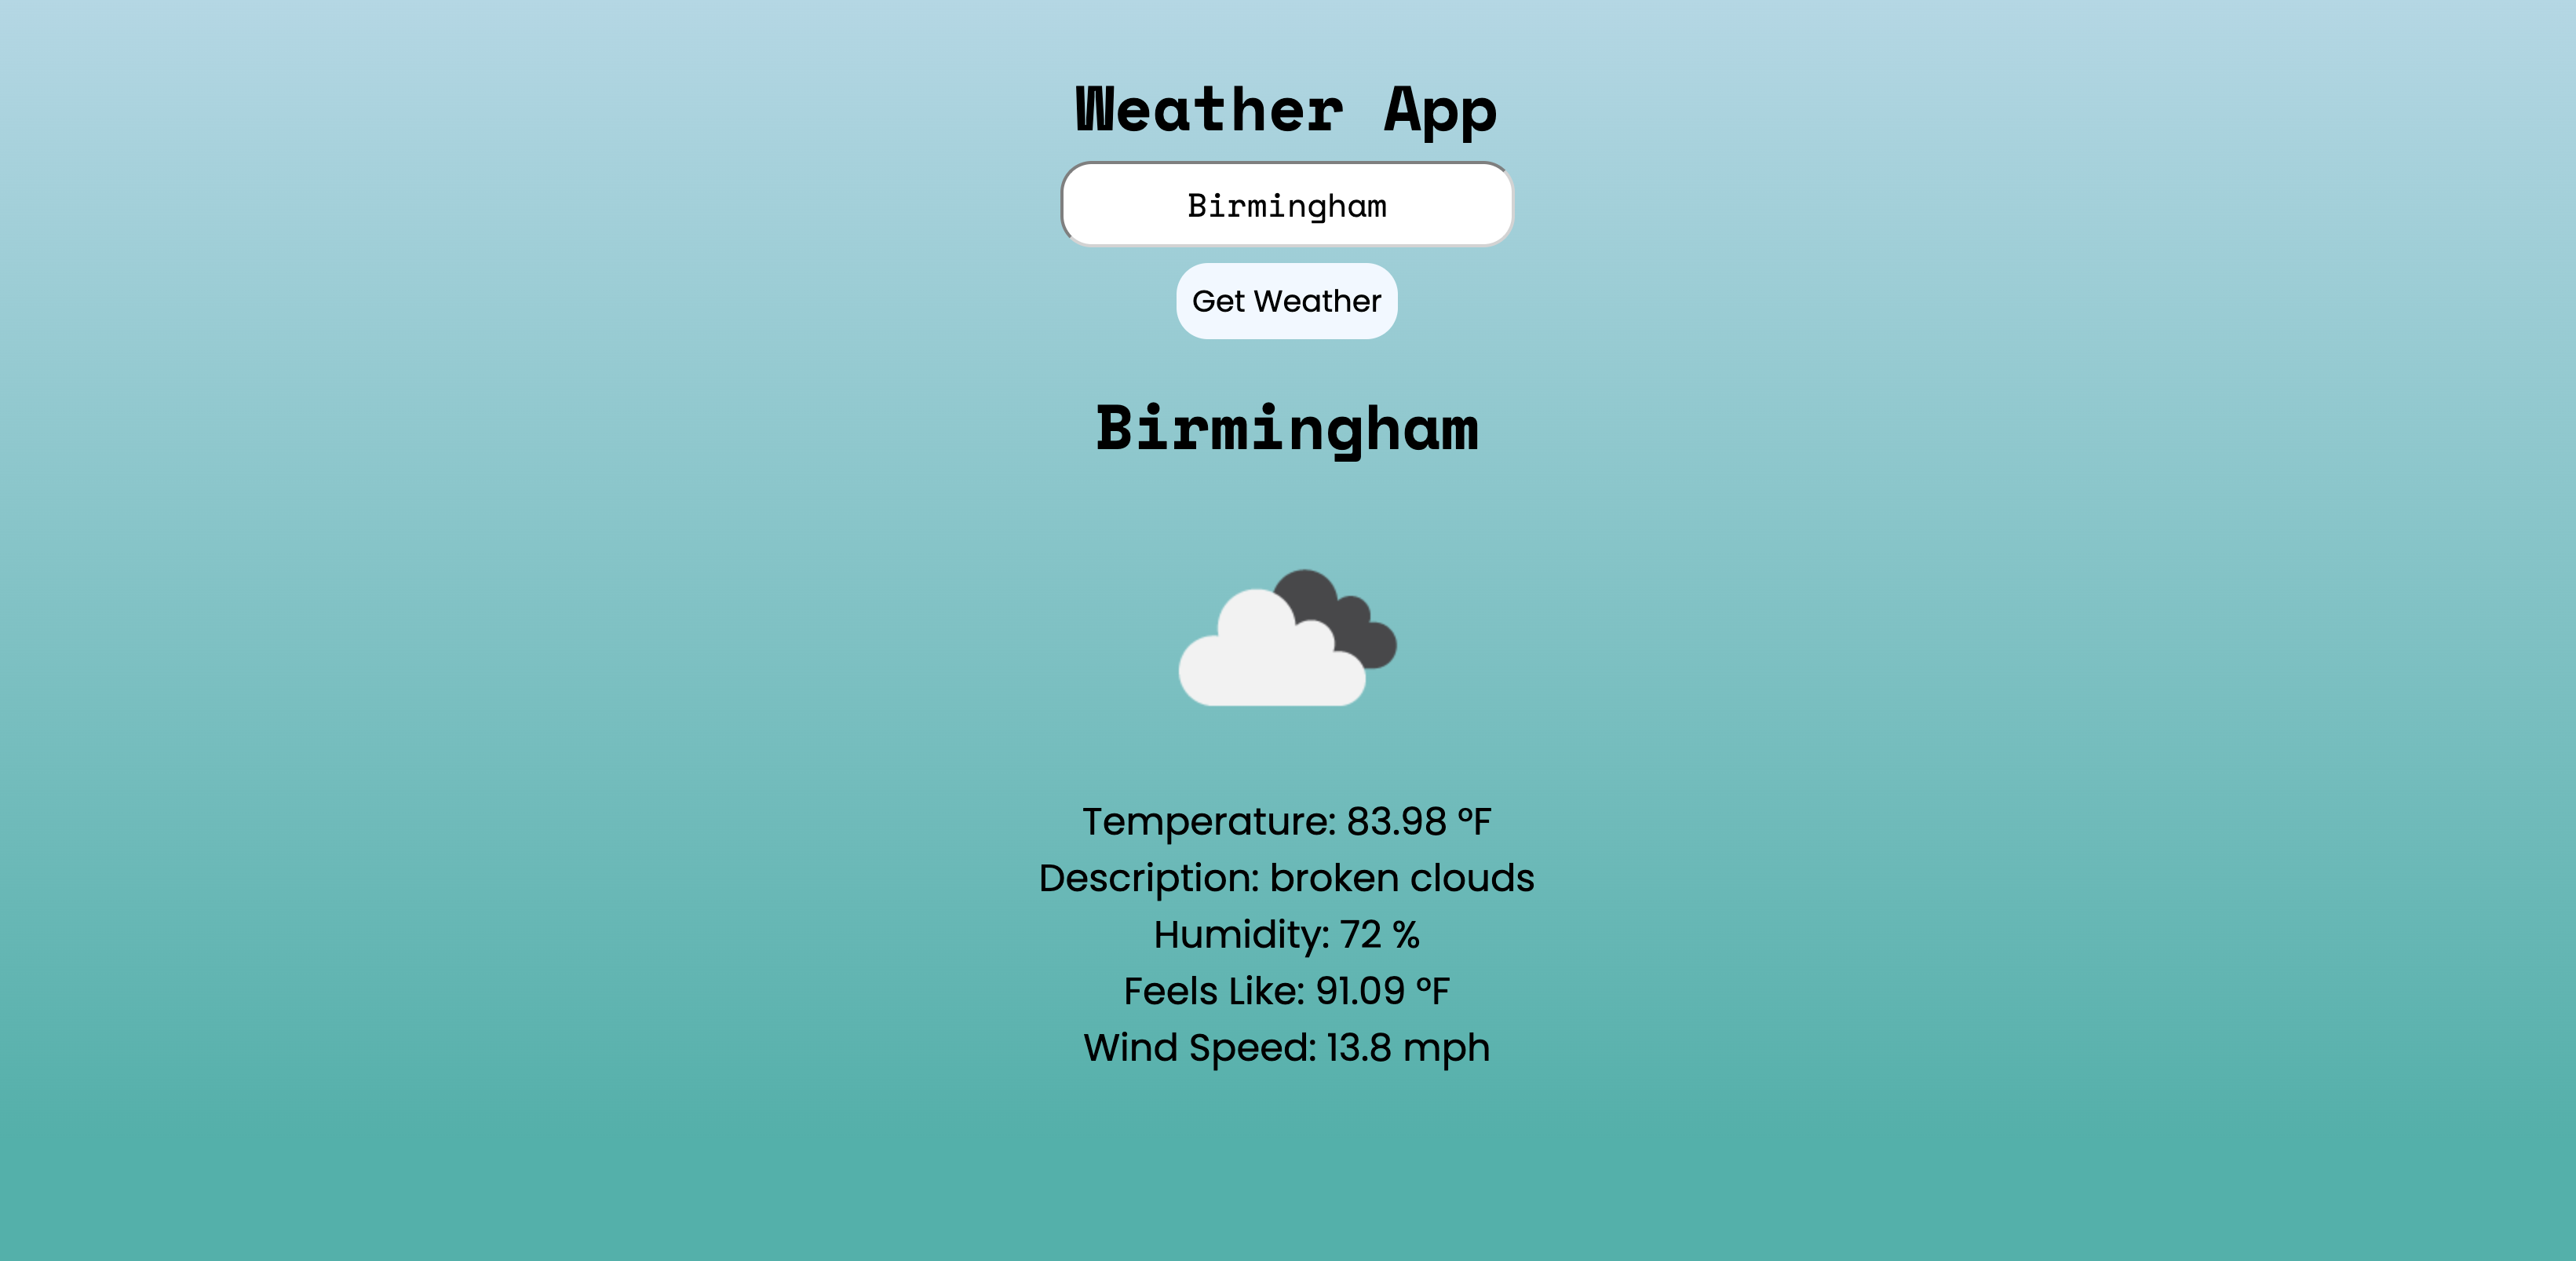 Weather App
Birmingham
Get Weather
Birmingham
Temperature: 83.98 °F
Description: broken clouds
Humidity: 72 %
Feels Like: 91.09 °F
Wind Speed: 13.8 mph